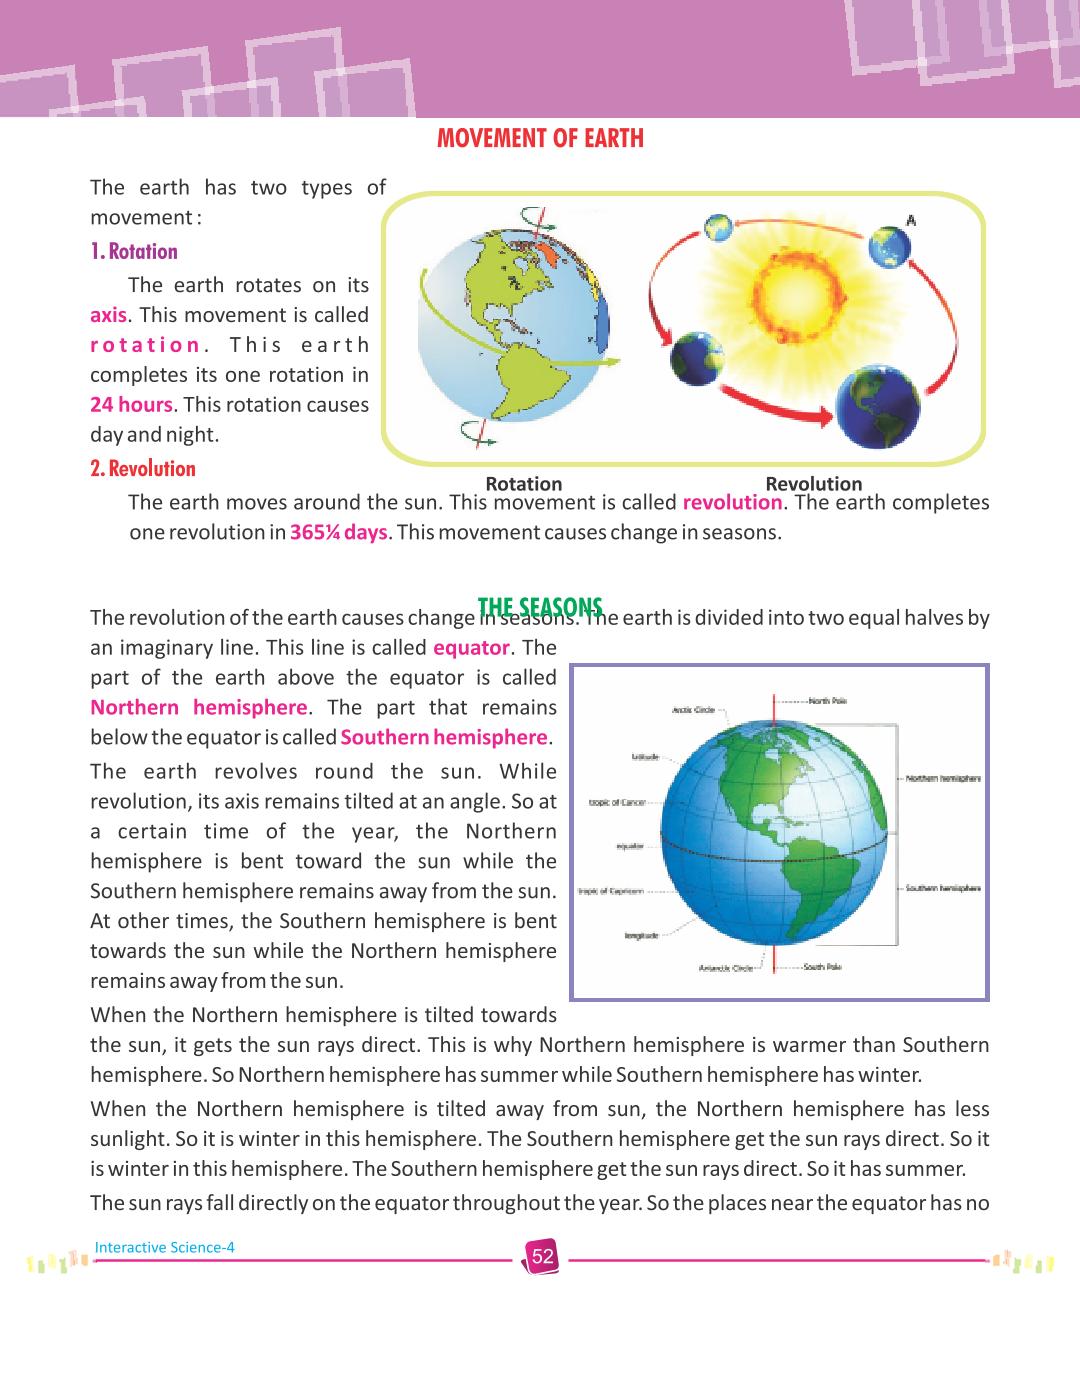 MOVEMENT OF EARTH
The earth has two types of
movement :
1. Rotation
The earth rotates on its
axis. This movement is called
rotation. This earth
completes its one rotation in
24 hours. This rotation causes
day and night.
A
Rotation
Revolution
2. Revolution
The earth moves around the sun. This movement is called revolution. The earth completes
one revolution in 365¼ days. This movement causes change in seasons.
THE SEASONS
The revolution of the earth causes change in seasons. The earth is divided into two equal halves by
an imaginary line. This line is called equator. The
part of the earth above the equator is called
Northern hemisphere. The part that remains
below the equator is called Southern hemisphere.
The earth revolves round the sun. While
revolution, its axis remains tilted at an angle. So at
a certain time of the year, the Northern
hemisphere is bent toward the sun while the
Southern hemisphere remains away from the sun.
At other times, the Southern hemisphere is bent
towards the sun while the Northern hemisphere
remains away from the sun.
North Pole
Arctic Circle
latitude
Northern hemisphere
tropic of Cancer
equator
Southern hemisphere
tropic of Capricorn
longitude
Antarctic Circle
South Pole
When the Northern hemisphere is tilted towards
the sun, it gets the sun rays direct. This is why Northern hemisphere is warmer than Southern
hemisphere. So Northern hemisphere has summer while Southern hemisphere has winter.
When the Northern hemisphere is tilted away from sun, the Northern hemisphere has less
sunlight. So it is winter in this hemisphere. The Southern hemisphere get the sun rays direct. So it
is winter in this hemisphere. The Southern hemisphere get the sun rays direct. So it has summer.
The sun rays fall directly on the equator throughout the year. So the places near the equator has no
Interactive Science-4
52